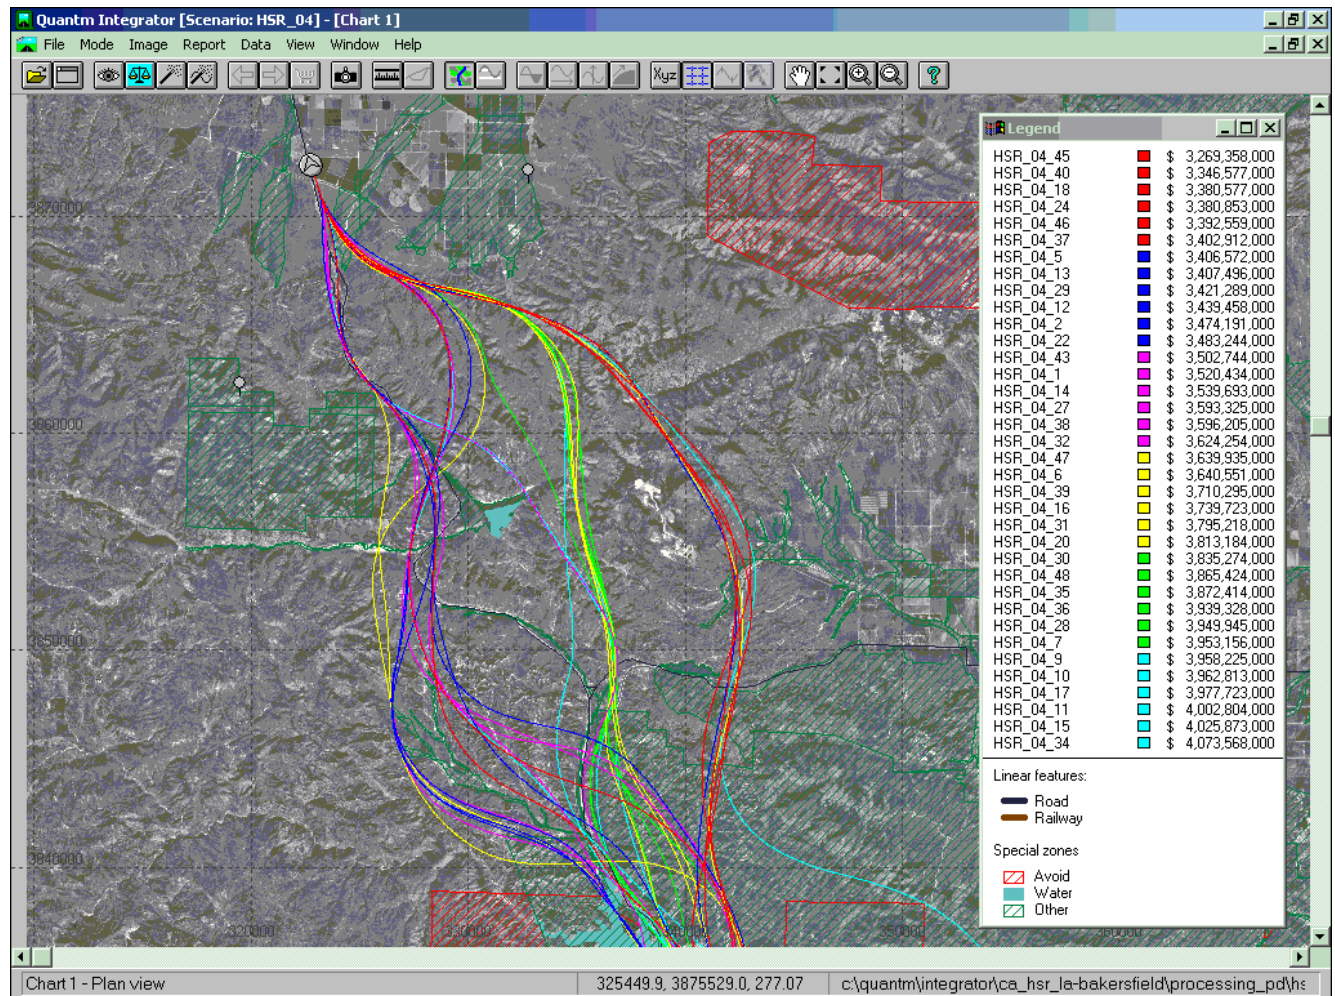 Quantm Integrator [Scenario: HSR_04] - [Chart 1]
File Mode Image Report Data View Window Help
Xyz
Legend
HSR_04_45 $ 3,269,358,000
HSR_04_40 $ 3,346,577,000
HSR_04_18 $ 3,380,577,000
HSR_04_24 $ 3,380,853,000
HSR_04_46 $ 3,392,559,000
HSR_04_37 $ 3,402,912,000
HSR_04_5 $ 3,406,572,000
HSR_04_13 $ 3,407,496,000
HSR_04_29 $ 3,421,289,000
HSR_04_12 $ 3,439,458,000
HSR_04_2 $ 3,474,191,000
HSR_04_22 $ 3,483,244,000
HSR_04_43 $ 3,502,744,000
HSR_04_1 $ 3,520,434,000
HSR_04_14 $ 3,539,693,000
HSR_04_27 $ 3,593,325,000
HSR_04_38 $ 3,596,205,000
HSR_04_32 $ 3,624,254,000
HSR_04_47 $ 3,639,935,000
HSR_04_6 $ 3,640,551,000
HSR_04_39 $ 3,710,295,000
HSR_04_16 $ 3,739,723,000
HSR_04_31 $ 3,795,218,000
HSR_04_20 $ 3,813,184,000
HSR_04_30 $ 3,835,274,000
HSR_04_48 $ 3,865,424,000
HSR_04_35 $ 3,872,414,000
HSR_04_36 $ 3,939,328,000
HSR_04_28 $ 3,949,945,000
HSR_04_7 $ 3,953,156,000
HSR_04_9 $ 3,958,225,000
HSR_04_10 $ 3,962,813,000
HSR_04_17 $ 3,977,723,000
HSR_04_11 $ 4,002,804,000
HSR_04_15 $ 4,025,873,000
HSR_04_34 $ 4,073,568,000
Linear features:
Road
Railway
Special zones
Avoid
Water
Other
3870000
3860000
3850000
3840000
320000 330000 340000 350000 360000
Chart 1 - Plan view 325449.9, 3875529.0, 277.07 c:\quantm\integrator\ca_hsr_la-bakersfield\processing_pd\hs